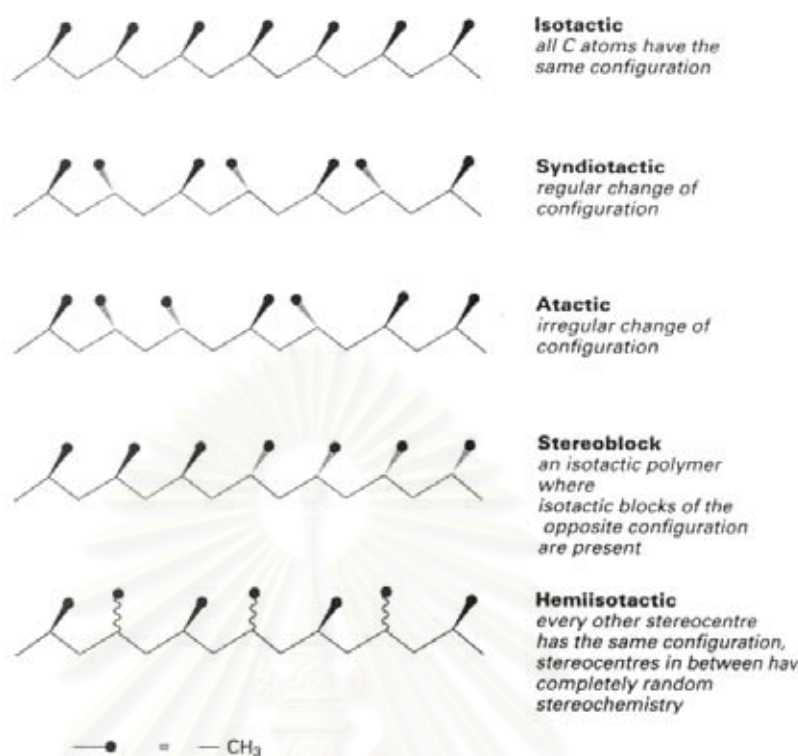 Isotactic
all C atoms have the
same configuration
Syndiotactic
regular change of
configuration
Atactic
irregular change of
configuration
Stereoblock
an isotactic polymer
where
isotactic blocks of the
opposite configuration
are present
Hemiisotactic
every other stereocentre
has the same configuration,
stereocentres in between hav
completely random
stereochemistry
= — CH₃